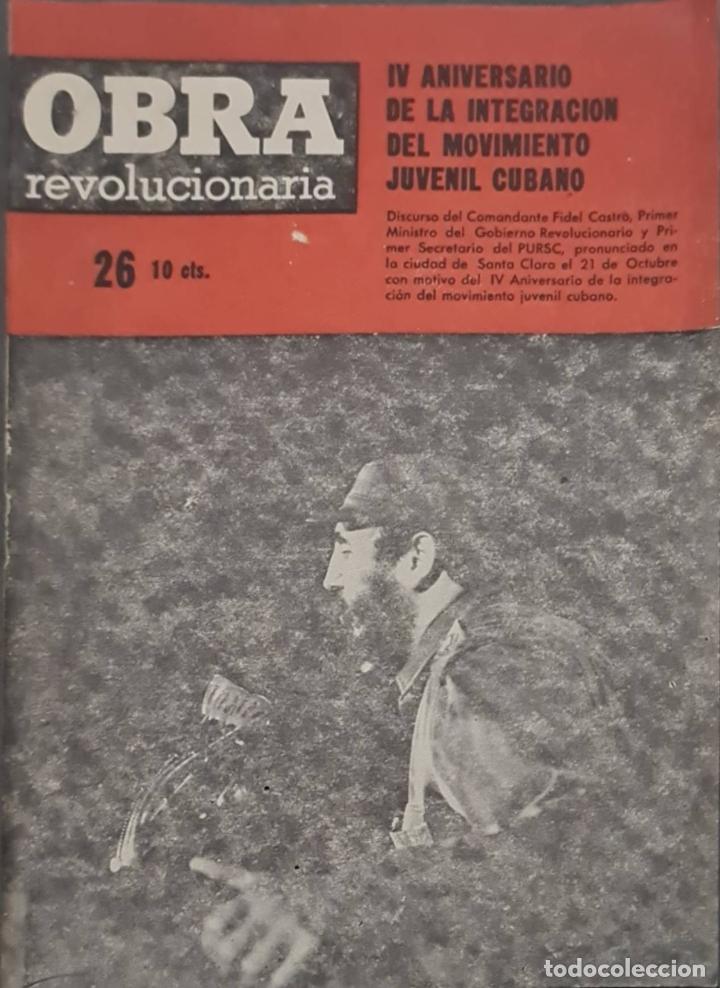 OBRA
revolucionaria
26 10 cts.
IV ANIVERSARIO
DE LA INTEGRACION
DEL MOVIMIENTO
JUVENIL CUBANO
Discurso del Comandante Fidel Castro, Primer
Ministro del Gobierno Revolucionario y Pri-
mer Secretario del PURSC, pronunciado en
la ciudad de Santa Clara el 21 de Octubre
con motivo del IV Aniversario de la integra-
ción del movimiento juvenil cubano.
todocoleccion